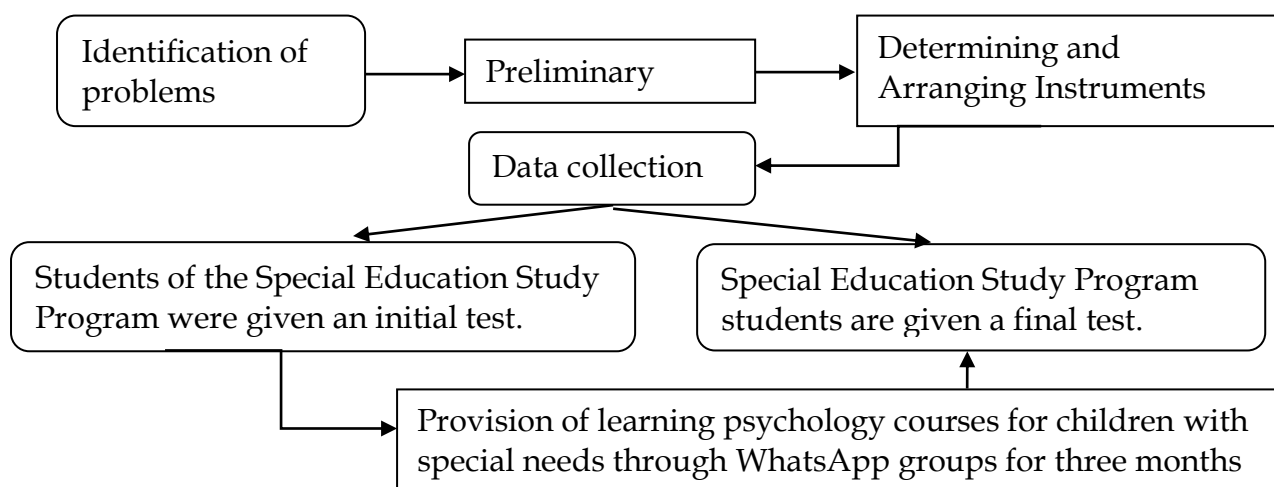 Identification of
problems
Preliminary
Determining and
Arranging Instruments
Data collection
Students of the Special Education Study
Program were given an initial test.
Special Education Study Program
students are given a final test.
Provision of learning psychology courses for children with
special needs through WhatsApp groups for three months